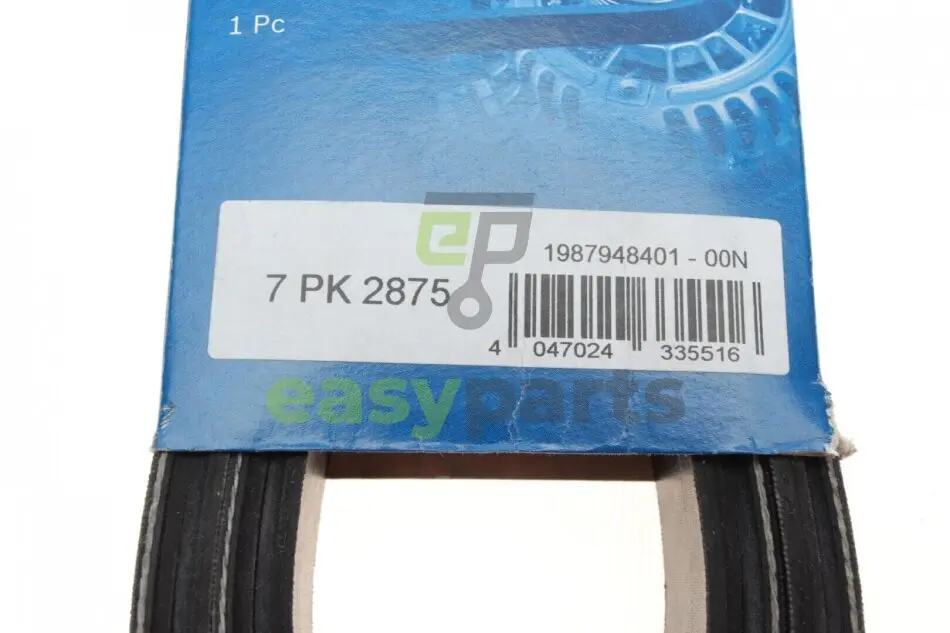 1 Pc
ep
1987948401 - 00N
7 PK 2875
4 047024 335516
easyparts